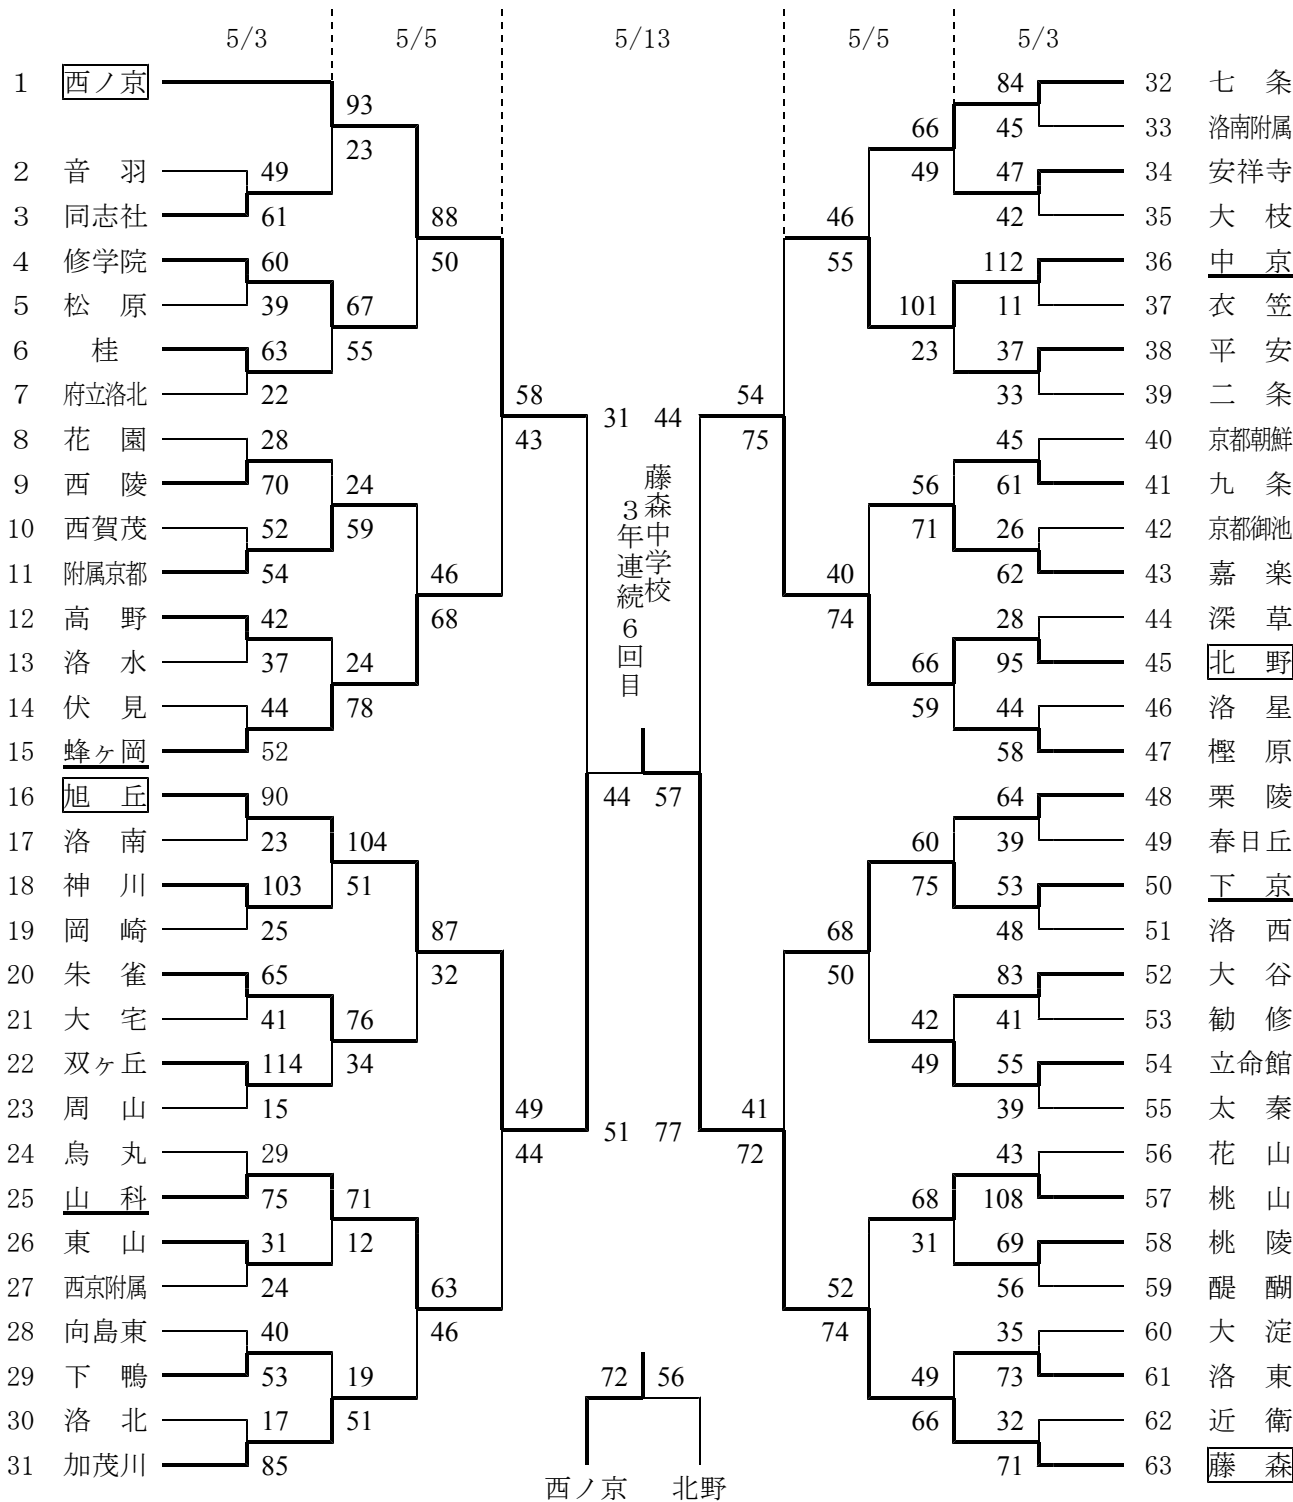 5/3 5/5 5/13 5/5 5/3
1 西ノ京 84 32 七条
93 66 45 33 洛南附属
23
2 音羽 49 49 47 34 安祥寺
3 同志社 61 88 46 42 35 大枝
4 修学院 60 50 55 112 36 中京
5 松原 39 67 101 11 37 衣笠
6 桂 63 55 23 37 38 平安
7 府立洛北 22 58 54 33 39 二条
31 44
8 花園 28 43 75 45 40 京都朝鮮
9 西陵 70 24 56 61 41 九条
10 西賀茂 52 59 71 26 42 京都御池
11 附属京都 54 46 40 62 43 嘉楽
12 高野 42 68 74 28 44 深草
13 洛水 37 24 66 95 45 北野
14 伏見 44 78 59 44 46 洛星
15 蜂ヶ岡 52 58 47 樫原
藤森中学校
3年連続6回目
16 旭丘 90 44 57 64 48 栗陵
17 洛南 23 104 60 39 49 春日丘
18 神川 103 51 75 53 50 下京
19 岡崎 25 87 68 48 51 洛西
20 朱雀 65 32 50 83 52 大谷
21 大宅 41 76 42 41 53 勧修
22 双ヶ丘 114 34 49 55 54 立命館
23 周山 15 49 41 39 55 太秦
51 77
24 烏丸 29 44 72 43 56 花山
25 山科 75 71 68 108 57 桃山
26 東山 31 12 31 69 58 桃陵
27 西京附属 24 63 52 56 59 醍醐
28 向島東 40 46 74 35 60 大淀
29 下鴨 53 19 72 56 49 73 61 洛東
30 洛北 17 51 66 32 62 近衛
31 加茂川 85 71 63 藤森
西ノ京 北野